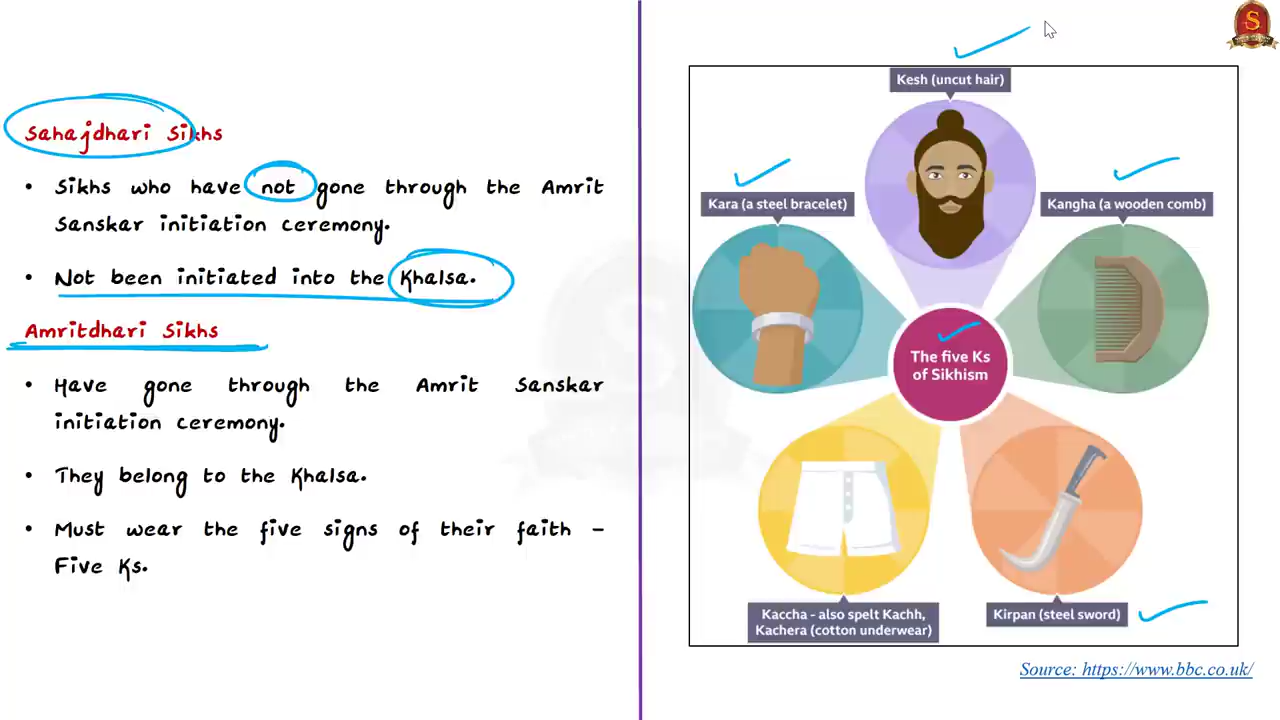 Sahajdhari Sikhs
• Sikhs who have not gone through the Amrit
Sanskar initiation ceremony.
• Not been initiated into the Khalsa.
Amritdhari Sikhs
• Have gone through the Amrit Sanskar
initiation ceremony.
• They belong to the Khalsa.
• Must wear the five signs of their faith –
Five Ks.
Kesh (uncut hair)
Kara (a steel bracelet)
Kangha (a wooden comb)
The five Ks
of Sikhism
Kaccha - also spelt Kachh,
Kachera (cotton underwear)
Kirpan (steel sword)
Source: https://www.bbc.co.uk/
S